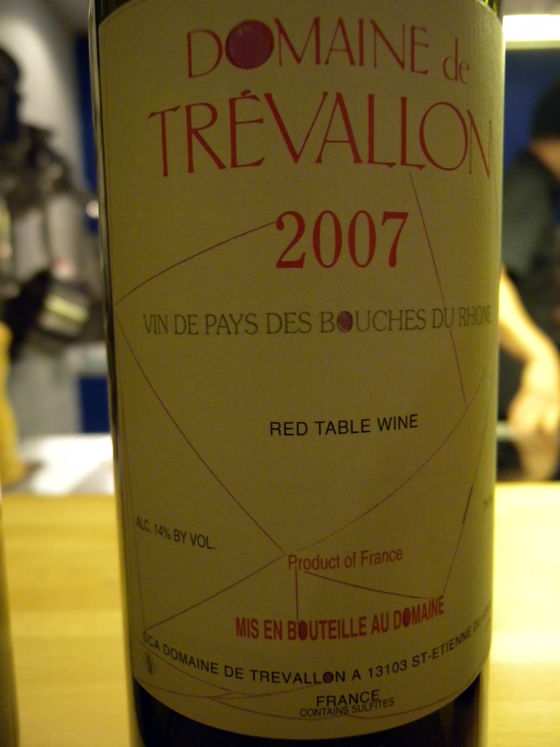 DOMAINE de
TRÉVALLON
2007
VIN DE PAYS DES BOUCHES DU RHONE
RED TABLE WINE
ALC. 14% BY VOL.
Product of France
MIS EN BOUTEILLE AU DOMAINE
SCA DOMAINE DE TREVALLON A 13103 ST-ETIENNE DU
FRANCE
CONTAINS SULFITES